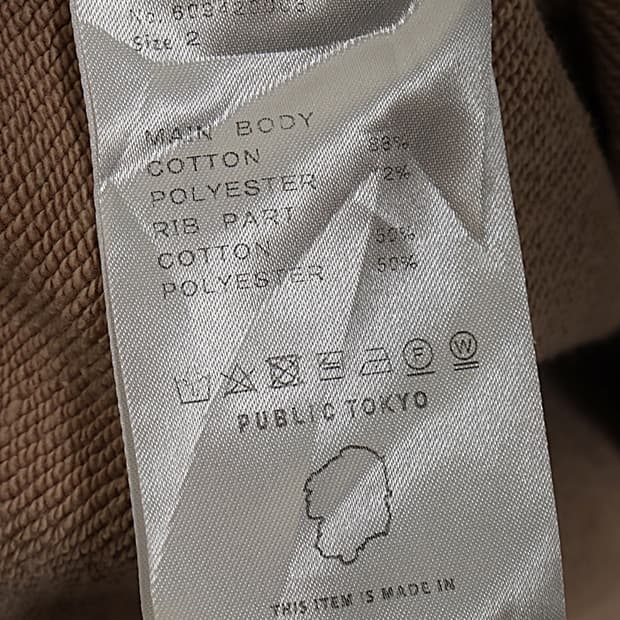 Size 2
MAIN BODY
COTTON 88%
POLYESTER 12%
RIB PART
COTTON 50%
POLYESTER 50%
F W
PUBLIC TOKYO
THIS ITEM IS MADE IN